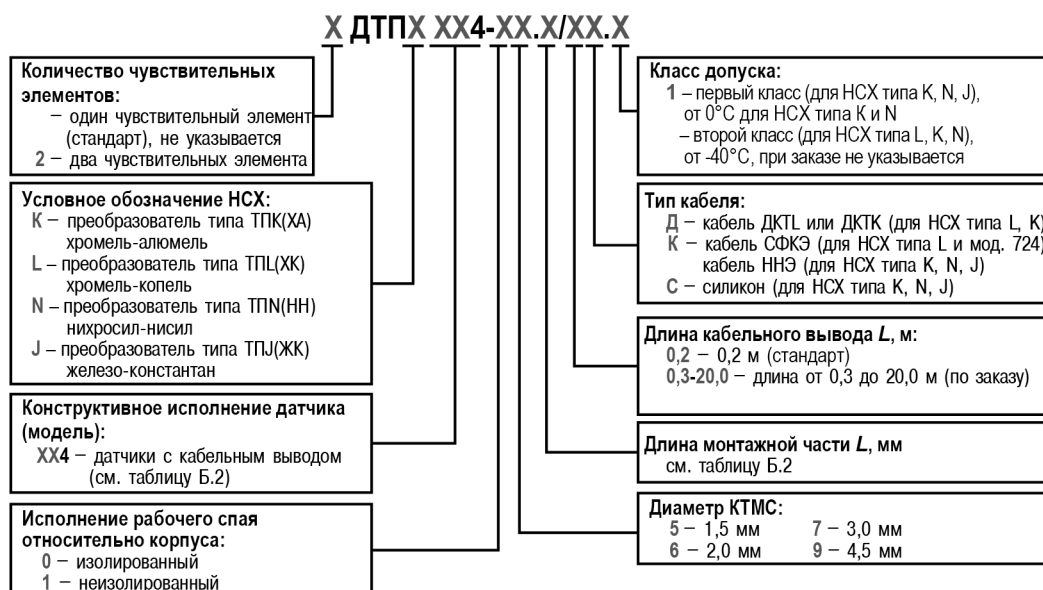 Х ДТПХ ХХ4-ХХ.Х/ХХ.Х
Количество чувствительных
элементов:
– один чувствительный элемент
(стандарт), не указывается
2 – два чувствительных элемента
Условное обозначение НСХ:
К – преобразователь типа ТПК(ХА)
хромель-алюмель
L – преобразователь типа ТПL(ХК)
хромель-копель
N – преобразователь типа ТПN(НН)
нихросил-нисил
J – преобразователь типа ТПJ(ЖК)
железо-константан
Конструктивное исполнение датчика
(модель):
ХХ4 – датчики с кабельным выводом
(см. таблицу Б.2)
Исполнение рабочего спая
относительно корпуса:
0 – изолированный
1 – неизолированный
Класс допуска:
1 – первый класс (для НСХ типа K, N, J),
от 0°С для НСХ типа К и N
– второй класс (для НСХ типа L, K, N),
от -40°С, при заказе не указывается
Тип кабеля:
Д – кабель ДКТL или ДКТК (для НСХ типа L, K)
К – кабель СФКЭ (для НСХ типа L и мод. 724)
кабель ННЭ (для НСХ типа K, N, J)
С – силикон (для НСХ типа K, N, J)
Длина кабельного вывода L, м:
0,2 – 0,2 м (стандарт)
0,3-20,0 – длина от 0,3 до 20,0 м (по заказу)
Длина монтажной части L, мм
см. таблицу Б.2
Диаметр КТМС:
5 – 1,5 мм 7 – 3,0 мм
6 – 2,0 мм 9 – 4,5 мм